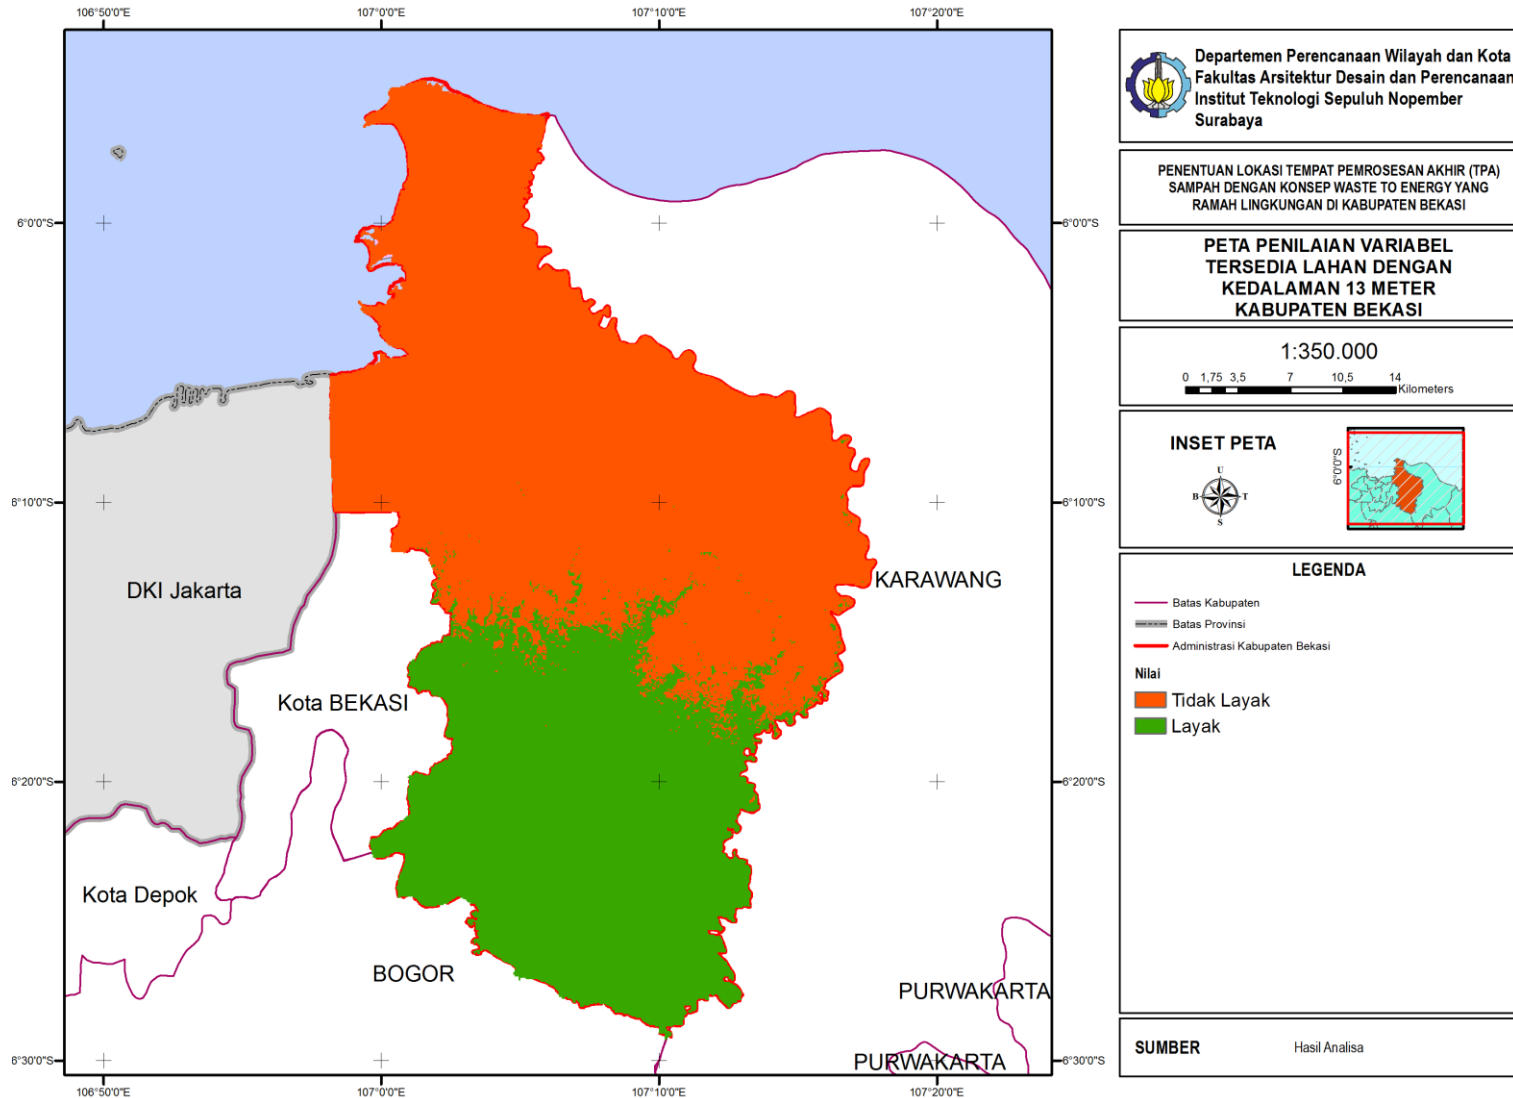 106°50'0"E
107°0'0"E
107°10'0"E
107°20'0"E
6°0'0"S
6°0'0"S
6°10'0"S
6°10'0"S
DKI Jakarta
KARAWANG
Kota BEKASI
6°20'0"S
6°20'0"S
Kota Depok
BOGOR
PURWAKARTA
PURWAKARTA
6°30'0"S
6°30'0"S
106°50'0"E
107°0'0"E
107°10'0"E
107°20'0"E
Departemen Perencanaan Wilayah dan Kota
Fakultas Arsitektur Desain dan Perencanaan
Institut Teknologi Sepuluh Nopember
Surabaya
PENENTUAN LOKASI TEMPAT PEMROSESAN AKHIR (TPA)
SAMPAH DENGAN KONSEP WASTE TO ENERGY YANG
RAMAH LINGKUNGAN DI KABUPATEN BEKASI
PETA PENILAIAN VARIABEL
TERSEDIA LAHAN DENGAN
KEDALAMAN 13 METER
KABUPATEN BEKASI
1:350.000
0 1,75 3,5 7 10,5 14
Kilometers
INSET PETA
U
B T
S
6°0'0"S
LEGENDA
Batas Kabupaten
Batas Provinsi
Administrasi Kabupaten Bekasi
Nilai
Tidak Layak
Layak
SUMBER Hasil Analisa